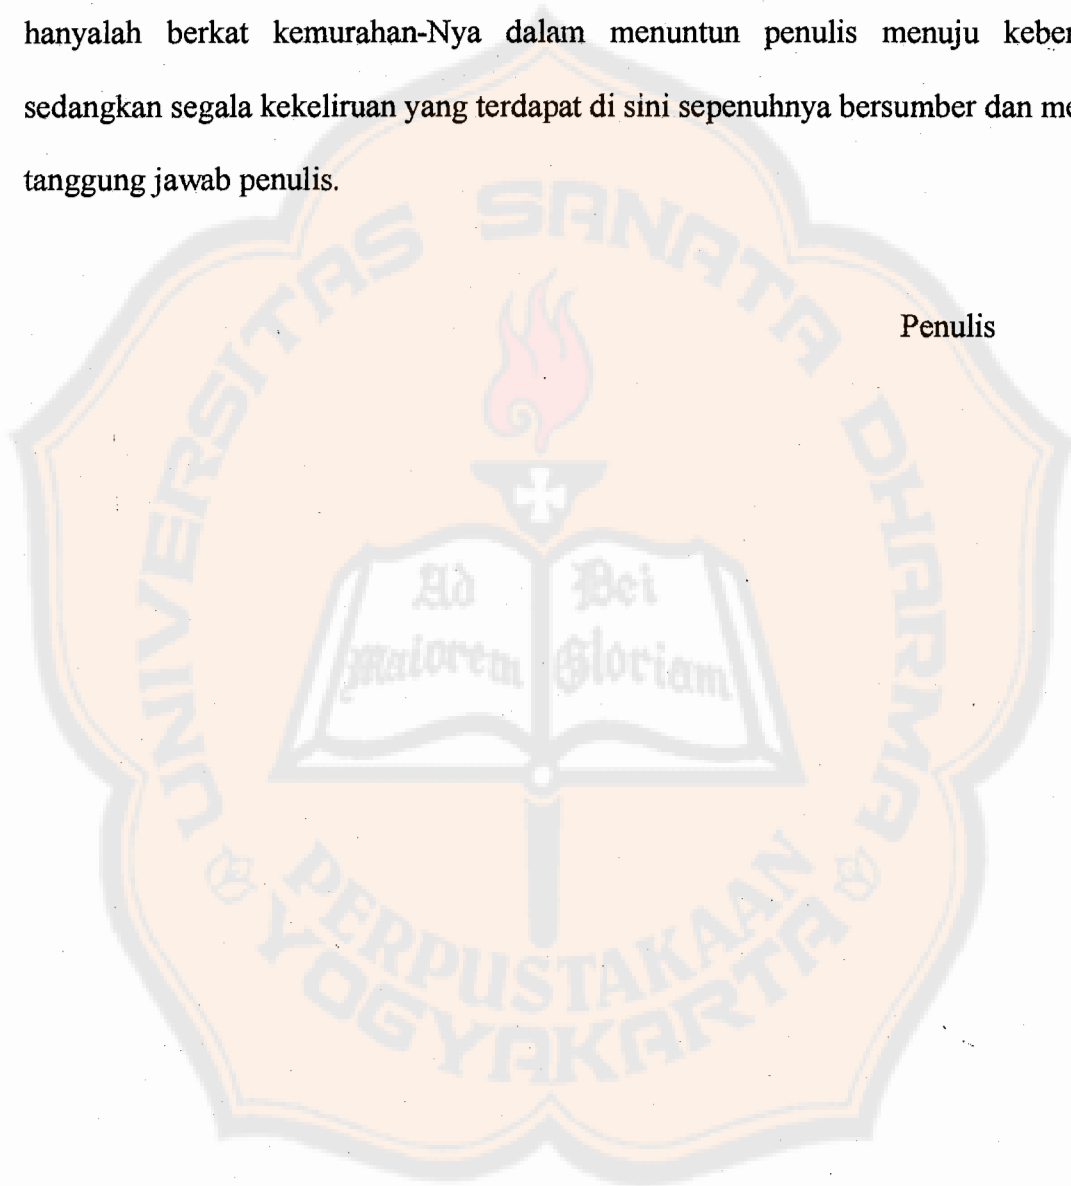 hanyalah berkat kemurahan-Nya dalam menuntun penulis menuju
sedangkan segala kekeliruan yang terdapat di sini sepenuhnya bersumber dan
tanggung jawab penulis.
Penulis
UNIVERSITAS SANATA DHARMA
Ad Dei
Maiorem Gloriam
PERPUSTAKAAN
YOGYAKARTA